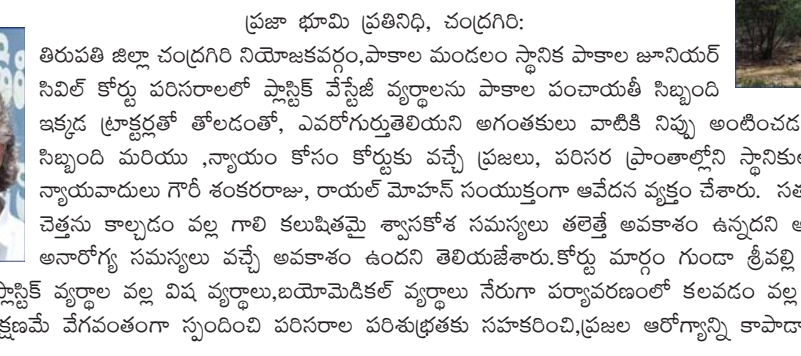 ప్రజా భూమి ప్రతినిధి, చంద్రగిరి:
తిరుపతి జిల్లా చంద్రగిరి నియోజకవర్గం,పాకాల మండలం స్థానిక పాకాల జూనియర్
సివిల్ కోర్టు పరిసరాలలో ప్లాస్టిక్ వేస్టేజీ వ్యర్థాలను పాకాల పంచాయతీ సిబ్బంది
ఇక్కడ ట్రాక్టర్లతో తోలడంతో, ఎవరోగుర్తుతెలియని అగంతకులు వాటికి నిప్పు అంటించడ
సిబ్బంది మరియు ,న్యాయం కోసం కోర్టుకు వచ్చే ప్రజలు, పరిసర ప్రాంతాల్లోని స్థానికుల
న్యాయవాదులు గౌరీ శంకరరాజు, రాయల్ మోహన్ సంయుక్తంగా ఆవేదన వ్యక్తం చేశారు.
చెత్తను కాల్చడం వల్ల గాలి కలుషితమై శ్వాసకోశ సమస్యలు తలెత్తే అవకాశం ఉన్నదని
అనారోగ్య సమస్యలు వచ్చే అవకాశం ఉందని తెలియజేశారు.కోర్టు మార్గం గుండా శ్రీవల్లి
ప్లాస్టిక్ వ్యర్థాల వల్ల విష వ్యర్థాలు,బయోమెడికల్ వ్యర్థాలు నేరుగా పర్యావరణంలో కలవడం వల్ల
క్షణమే వేగవంతంగా స్పందించి పరిసరాల పరిశుభ్రతకు సహకరించి,ప్రజల ఆరోగ్యాన్ని కాపాడా